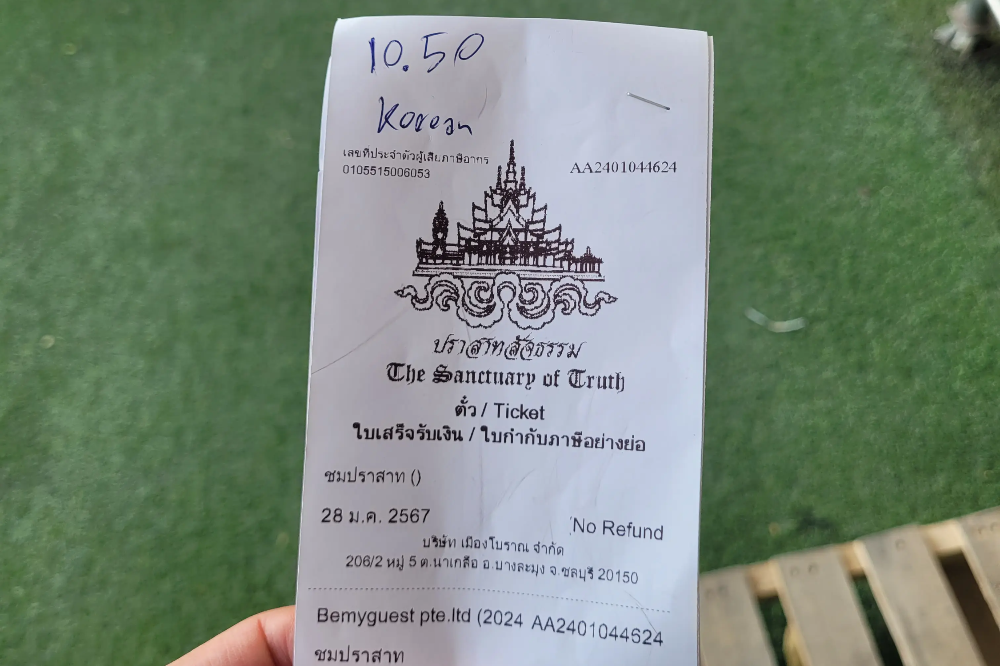 10.50
Korean
เลขที่ประจำตัวผู้เสียภาษีอากร
0105515006053
AA2401044624
ปราสาทสัจธรรม
The Sanctuary of Truth
ตั๋ว / Ticket
ใบเสร็จรับเงิน / ใบกำกับภาษีอย่างย่อ
ชมปราสาท ()
28 ม.ค. 2567
No Refund
บริษัท เมืองโบราณ จำกัด
206/2 หมู่ 5 ต.นาเกลือ อ.บางละมุง จ.ชลบุรี 20150
Bemyguest pte.ltd (2024 AA2401044624
ชมปราสาท